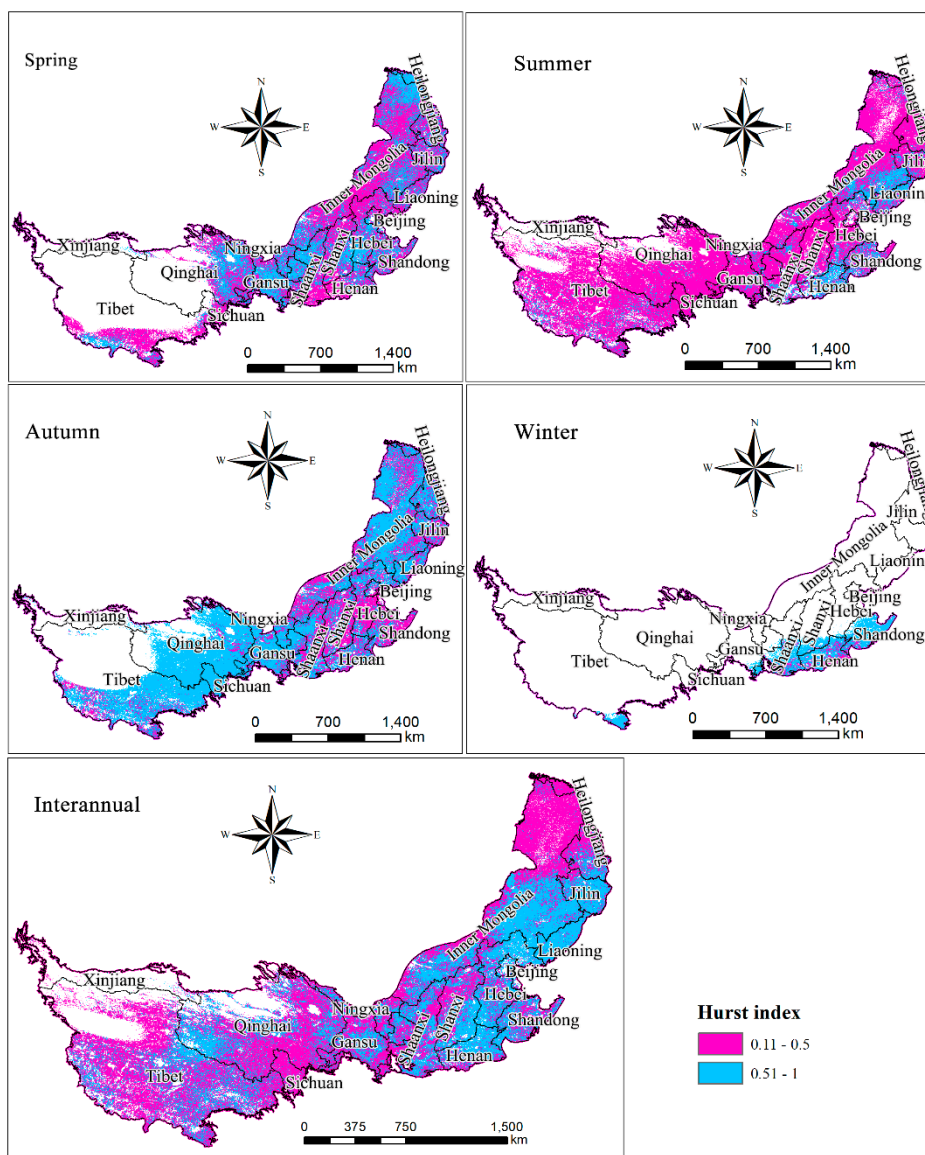 Spring
N
W
E
S
Heilongjiang
Jilin
Inner Mongolia
Liaoning
Beijing
Hebei
Shandong
Shanxi
Shaanxi
Henan
Ningxia
Gansu
Xinjiang
Qinghai
Tibet
Sichuan
0 700 1,400
km
Summer
N
W
E
S
Heilongjiang
Jilin
Inner Mongolia
Liaoning
Beijing
Hebei
Shandong
Shanxi
Shaanxi
Henan
Ningxia
Gansu
Xinjiang
Qinghai
Tibet
Sichuan
0 700 1,400
km
Autumn
N
W
E
S
Heilongjiang
Jilin
Inner Mongolia
Liaoning
Beijing
Hebei
Shandong
Shanxi
Shaanxi
Henan
Ningxia
Gansu
Xinjiang
Qinghai
Tibet
Sichuan
0 700 1,400
km
Winter
N
W
E
S
Heilongjiang
Jilin
Inner Mongolia
Liaoning
Beijing
Hebei
Shandong
Shanxi
Shaanxi
Henan
Ningxia
Gansu
Xinjiang
Qinghai
Tibet
Sichuan
0 700 1,400
km
Interannual
N
W
E
S
Heilongjiang
Jilin
Inner Mongolia
Liaoning
Beijing
Hebei
Shandong
Shanxi
Shaanxi
Henan
Ningxia
Gansu
Xinjiang
Qinghai
Tibet
Sichuan
0 375 750 1,500
km
Hurst index
0.11 - 0.5
0.51 - 1